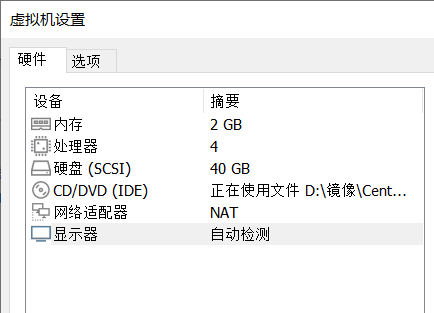 虚拟机设置
硬件 选项
设备 摘要
内存 2 GB
处理器 4
硬盘 (SCSI) 40 GB
CD/DVD (IDE) 正在使用文件 D:\镜像\Cent...
网络适配器 NAT
显示器 自动检测